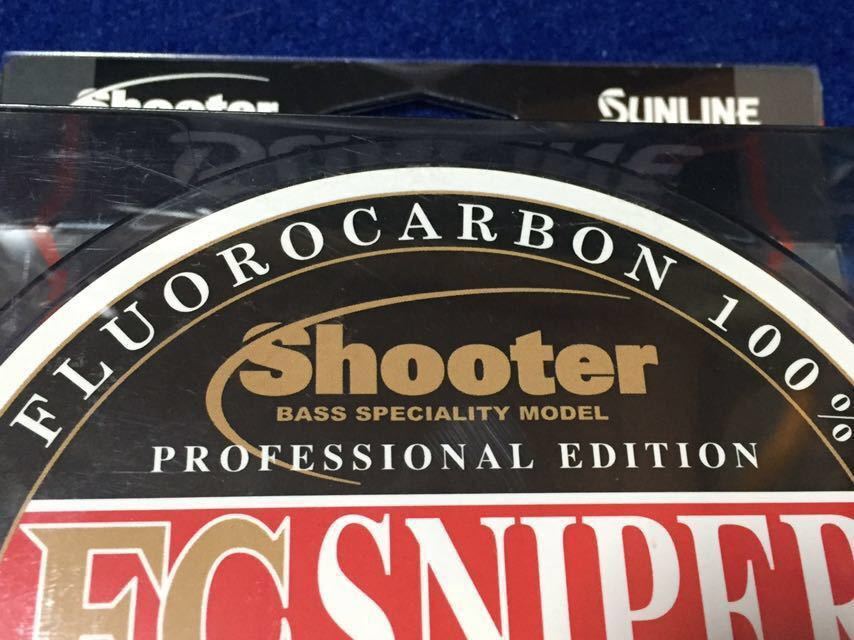 Shooter
SUNLINE
FLUOROCARBON 100%
Shooter
BASS SPECIALITY MODEL
PROFESSIONAL EDITION
FC SNIPER